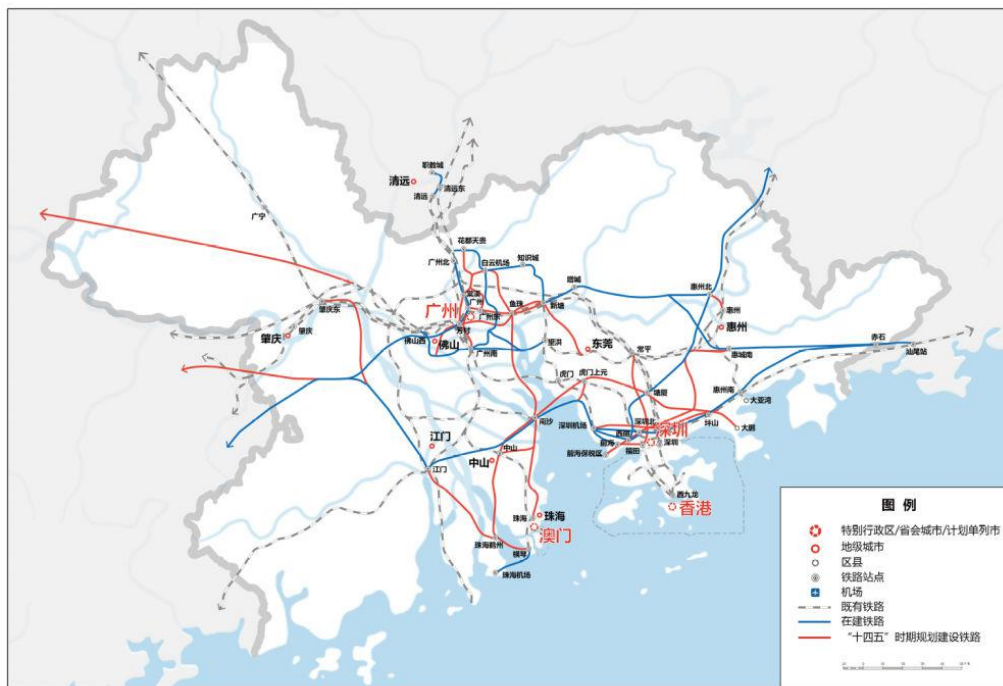 职教城
清远
清远东
清远
广宁
花都天贵
广州北
白云机场
知识城
增城
惠州北
广州
广州
广州东
鱼珠
新塘
惠州
惠州
肇庆东
肇庆
肇庆
芳村
佛山西
佛山
广州南
望洪
东莞
常平
惠城南
赤石
汕尾站
虎门
虎门上元
塘厦
惠州南
大亚湾
南沙
深圳机场
西丽
深圳北
深圳
坪山
大鹏
前海
福田
深圳
前海保税区
江门
江门
中山
中山
西九龙
香港
珠海
珠海
澳门
珠海鹤州
横琴
珠海机场
图 例
特别行政区/省会城市/计划单列市
地级城市
区县
铁路站点
机场
既有铁路
在建铁路
“十四五”时期规划建设铁路